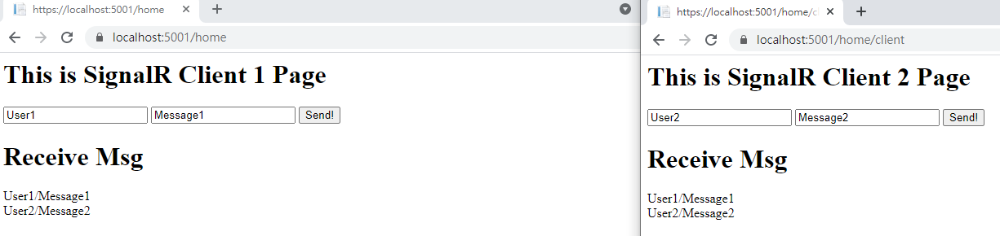 https://localhost:5001/home
localhost:5001/home
This is SignalR Client 1 Page
User1 Message1 Send!
Receive Msg
User1/Message1
User2/Message2
https://localhost:5001/home/c
localhost:5001/home/client
This is SignalR Client 2 Page
User2 Message2 Send!
Receive Msg
User1/Message1
User2/Message2